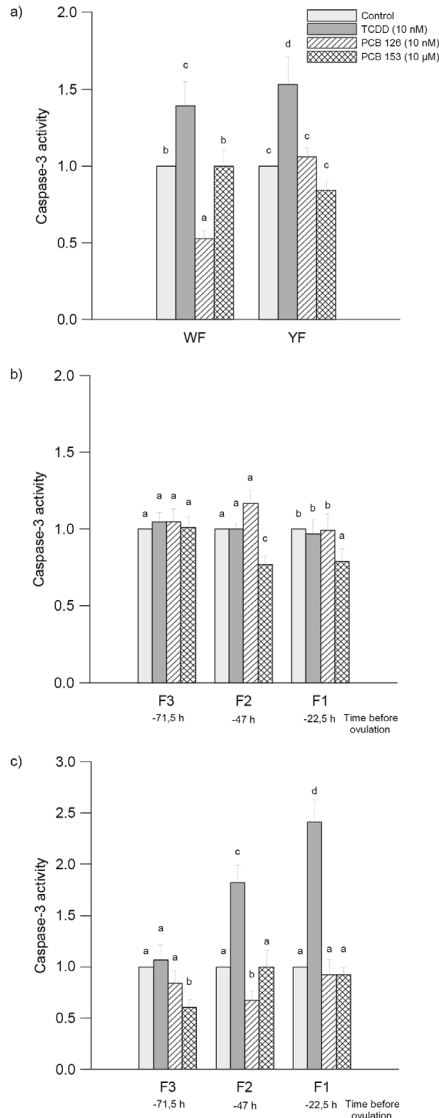 a)
Control
TCDD (10 nM)
PCB 126 (10 nM)
PCB 153 (10 µM)
Caspase-3 activity
2.0
1.5
1.0
0.5
0.0
b
c
a
b
c
d
c
c
WF
YF
b)
Caspase-3 activity
2.0
1.5
1.0
0.5
0.0
a
a
a
a
a
a
a
c
b
b
b
a
F3
F2
F1
-71,5 h
-47 h
-22,5 h
Time before
ovulation
c)
Caspase-3 activity
3.0
2.5
2.0
1.5
1.0
0.5
0.0
a
a
a
b
a
c
b
a
a
d
a
a
F3
F2
F1
-71,5 h
-47 h
-22,5 h
Time before
ovulation